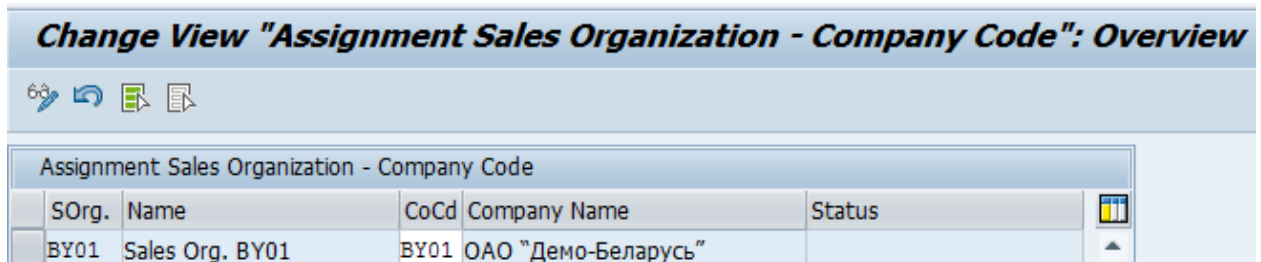 Change View "Assignment Sales Organization - Company Code": Overview
Assignment Sales Organization - Company Code
SOrg. Name CoCd Company Name Status
BY01 Sales Org. BY01 BY01 ОАО “Демо-Беларусь”